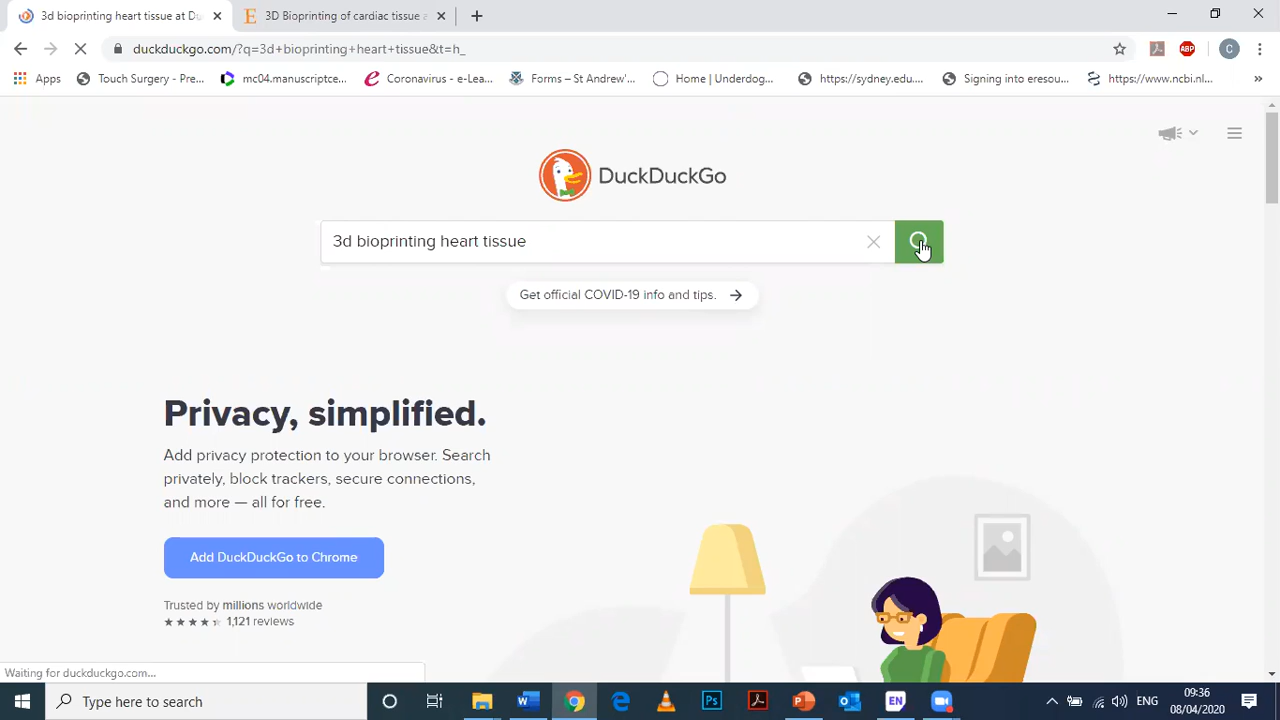 3d bioprinting heart tissue at Du
3D Bioprinting of cardiac tissue a
duckduckgo.com/?q=3d+bioprinting+heart+tissue&t=h_
ABP
C
Apps
Touch Surgery - Pre...
mc04.manuscriptce...
Coronavirus - e-Lea...
Forms – St Andrew'...
Home | Underdog...
https://sydney.edu....
Signing into eresou...
https://www.ncbi.nl...
»
DuckDuckGo
3d bioprinting heart tissue
Get official COVID-19 info and tips.
Privacy, simplified.
Add privacy protection to your browser. Search
privately, block trackers, secure connections,
and more — all for free.
Add DuckDuckGo to Chrome
Trusted by millions worldwide
1,121 reviews
Waiting for duckduckgo.com...
Type here to search
Ps
EN
ENG
09:36
08/04/2020